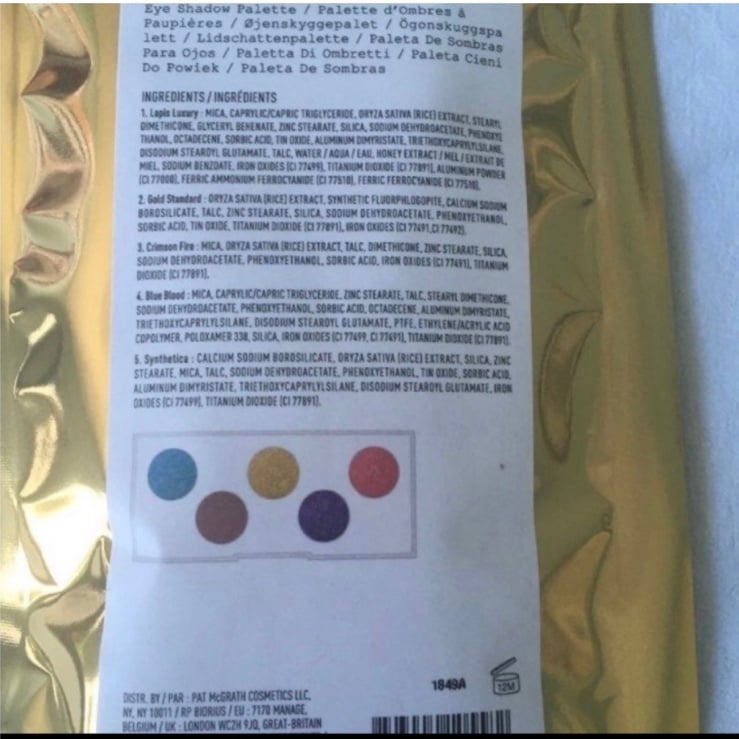 Eye Shadow Palette / Palette d'Ombres à
Paupières / Øjenskyggepalet / Ögonskuggspa
lett / Lidschattenpalette / Paleta De Sombras
Para Ojos / Paletta Di Ombretti / Paleta Cieni
Do Powiek / Paleta De Sombras
INGREDIENTS / INGRÉDIENTS
1. Lapis Luxury : MICA, CAPRYLIC/CAPRIC TRIGLYCERIDE, ORYZA SATIVA (RICE) EXTRACT, STEARYL
DIMETHICONE, GLYCERYL BEHENATE, ZINC STEARATE, SILICA, SODIUM DEHYDROACETATE, PHENOXYE
THANOL, OCTADECENE, SORBIC ACID, TIN OXIDE, ALUMINUM DIMYRISTATE, TRIETHOXYCAPRYLYLSILANE,
DISODIUM STEAROYL GLUTAMATE, TALC, WATER / AQUA / EAU, HONEY EXTRACT / MEL / EXTRAIT DE
MIEL, SODIUM BENZOATE, IRON OXIDES (CI 77499), TITANIUM DIOXIDE (CI 77891), ALUMINUM POWDER
(CI 77000), FERRIC AMMONIUM FERROCYANIDE (CI 77510), FERRIC FERROCYANIDE (CI 77510).
2. Gold Standard : ORYZA SATIVA (RICE) EXTRACT, SYNTHETIC FLUORPHLOGOPITE, CALCIUM SODIUM
BOROSILICATE, TALC, ZINC STEARATE, SILICA, SODIUM DEHYDROACETATE, PHENOXYETHANOL,
SORBIC ACID, TIN OXIDE, TITANIUM DIOXIDE (CI 77891), IRON OXIDES (CI 77491,CI 77492).
3. Crimson Fire : MICA, ORYZA SATIVA (RICE) EXTRACT, TALC, DIMETHICONE, ZINC STEARATE, SILICA,
SODIUM DEHYDROACETATE, PHENOXYETHANOL, SORBIC ACID, IRON OXIDES (CI 77491), TITANIUM
DIOXIDE (CI 77891).
4. Blue Blood : MICA, CAPRYLIC/CAPRIC TRIGLYCERIDE, ZINC STEARATE, TALC, STEARYL DIMETHICONE,
SODIUM DEHYDROACETATE, PHENOXYETHANOL, SORBIC ACID, OCTADECENE, ALUMINUM DIMYRISTATE,
TRIETHOXYCAPRYLYLSILANE, DISODIUM STEAROYL GLUTAMATE, PTFE, ETHYLENE/ACRYLIC ACID
COPOLYMER, POLOXAMER 338, SILICA, IRON OXIDES (CI 77499, CI 77491), TITANIUM DIOXIDE (CI 77891).
5. Synthetica : CALCIUM SODIUM BOROSILICATE, ORYZA SATIVA (RICE) EXTRACT, SILICA, ZINC
STEARATE, MICA, TALC, SODIUM DEHYDROACETATE, PHENOXYETHANOL, TIN OXIDE, SORBIC ACID,
ALUMINUM DIMYRISTATE, TRIETHOXYCAPRYLYLSILANE, DISODIUM STEAROYL GLUTAMATE, IRON
OXIDES (CI 77499), TITANIUM DIOXIDE (CI 77891).
1849A
12M
DISTR. BY / PAR : PAT McGRATH COSMETICS LLC,
NY, NY 10011 / RP BIORIUS / EU : 7170 MANAGE,
BELGIUM / UK : LONDON WC2H 9JQ, GREAT-BRITAIN